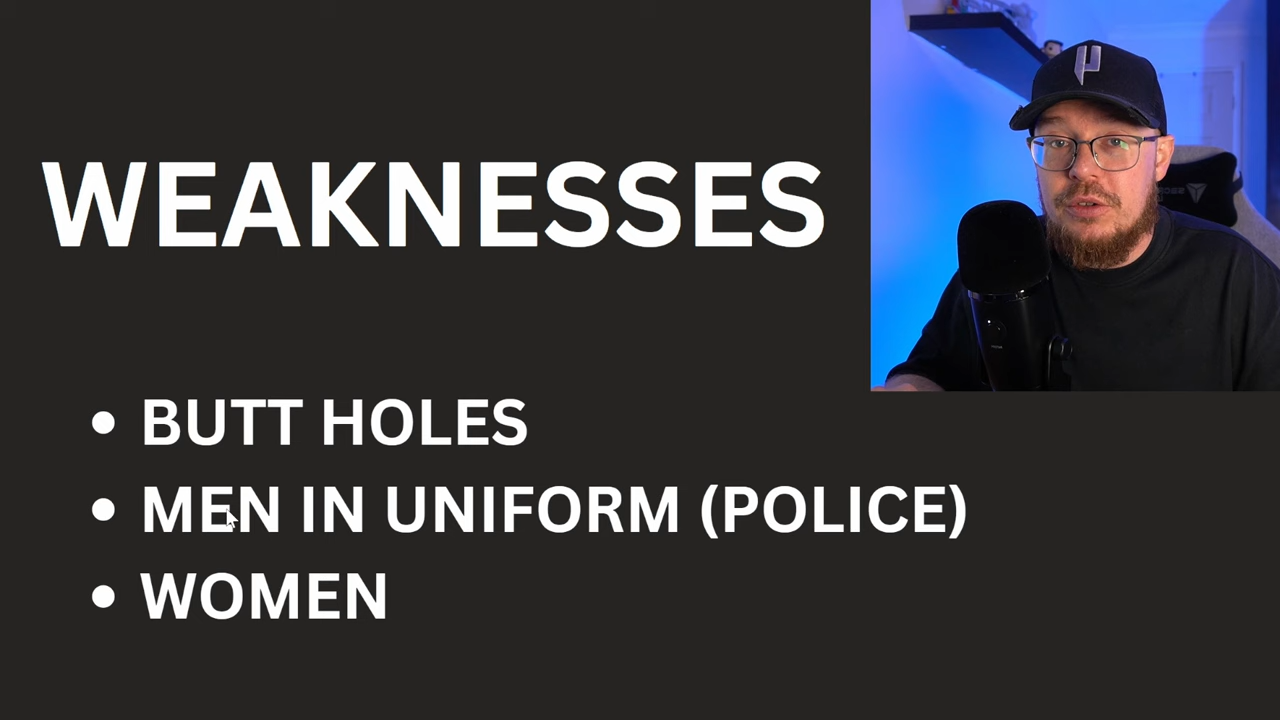 WEAKNESSES
• BUTT HOLES
• MEN IN UNIFORM (POLICE)
• WOMEN